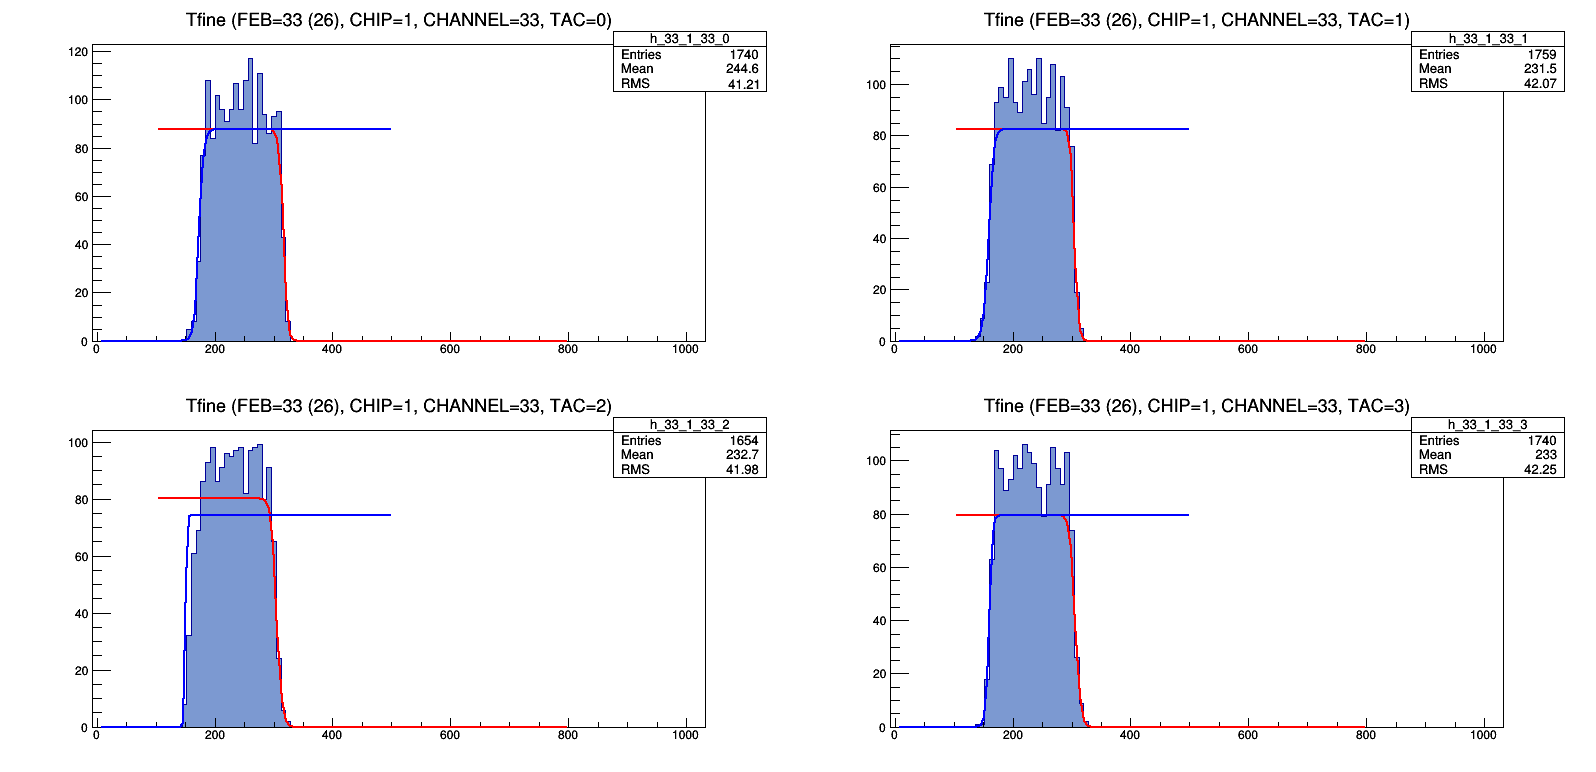 Tfine (FEB=33 (26), CHIP=1, CHANNEL=33, TAC=0)
h_33_1_33_0
Entries 1740
Mean 244.6
RMS 41.21
120
100
80
60
40
20
0
0 200 400 600 800 1000
Tfine (FEB=33 (26), CHIP=1, CHANNEL=33, TAC=1)
h_33_1_33_1
Entries 1759
Mean 231.5
RMS 42.07
100
80
60
40
20
0
0 200 400 600 800 1000
Tfine (FEB=33 (26), CHIP=1, CHANNEL=33, TAC=2)
h_33_1_33_2
Entries 1654
Mean 232.7
RMS 41.98
100
80
60
40
20
0
0 200 400 600 800 1000
Tfine (FEB=33 (26), CHIP=1, CHANNEL=33, TAC=3)
h_33_1_33_3
Entries 1740
Mean 233
RMS 42.25
100
80
60
40
20
0
0 200 400 600 800 1000